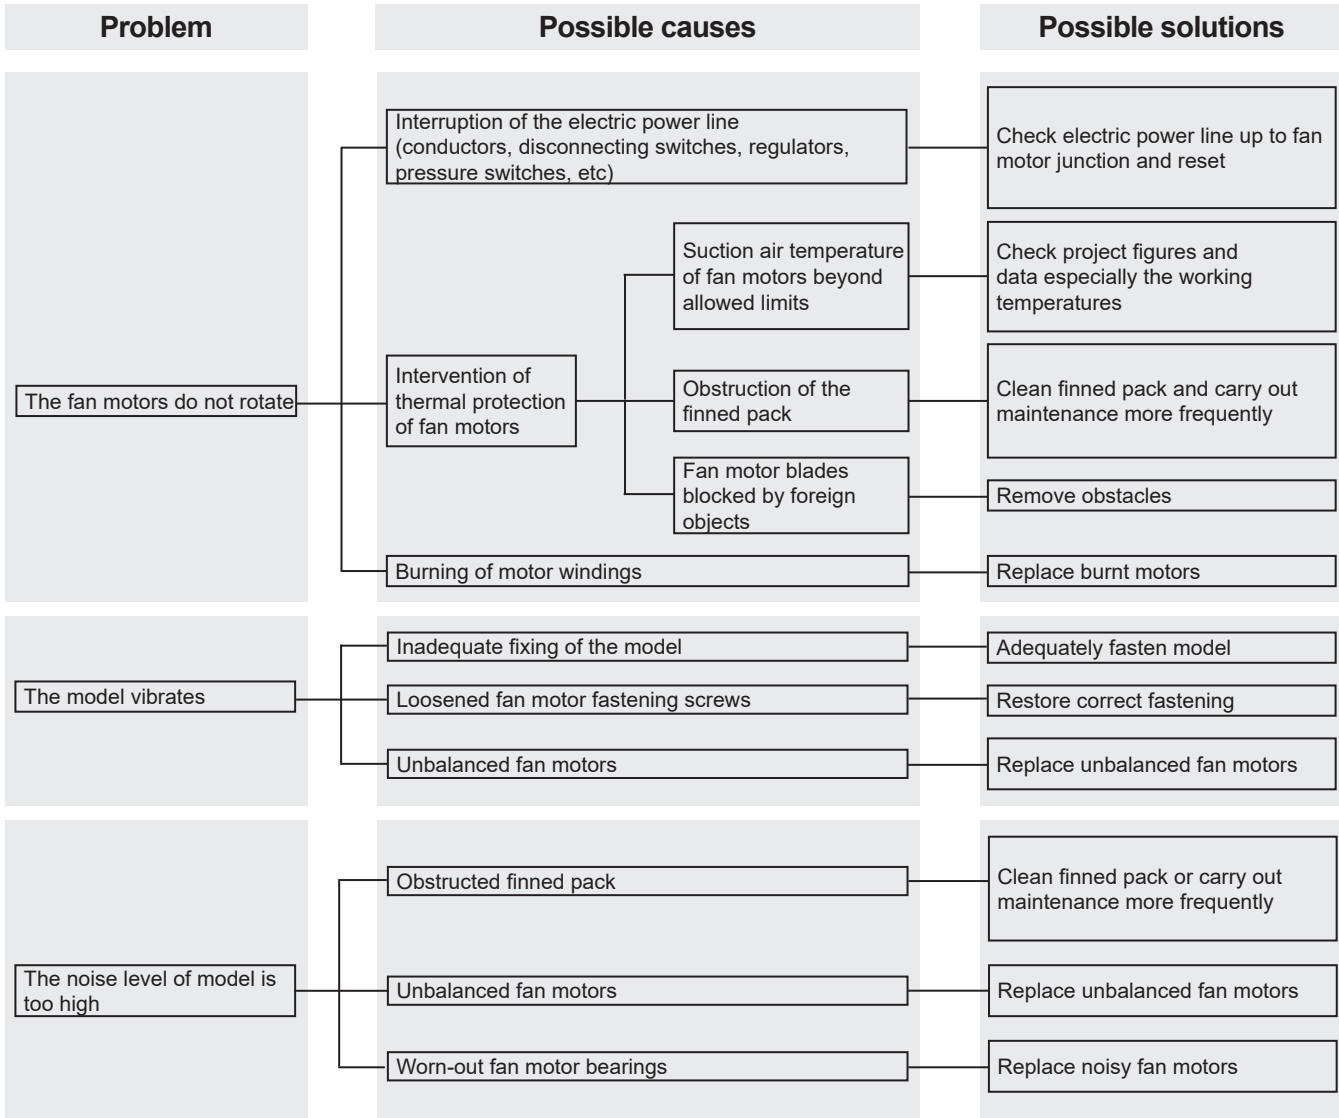 Problem
Possible causes
Possible solutions
The fan motors do not rotate
Interruption of the electric power line
(conductors, disconnecting switches, regulators,
pressure switches, etc)
Check electric power line up to fan
motor junction and reset
Intervention of
thermal protection
of fan motors
Suction air temperature
of fan motors beyond
allowed limits
Check project figures and
data especially the working
temperatures
Obstruction of the
finned pack
Clean finned pack and carry out
maintenance more frequently
Fan motor blades
blocked by foreign
objects
Remove obstacles
Burning of motor windings
Replace burnt motors
The model vibrates
Inadequate fixing of the model
Adequately fasten model
Loosened fan motor fastening screws
Restore correct fastening
Unbalanced fan motors
Replace unbalanced fan motors
The noise level of model is
too high
Obstructed finned pack
Clean finned pack or carry out
maintenance more frequently
Unbalanced fan motors
Replace unbalanced fan motors
Worn-out fan motor bearings
Replace noisy fan motors